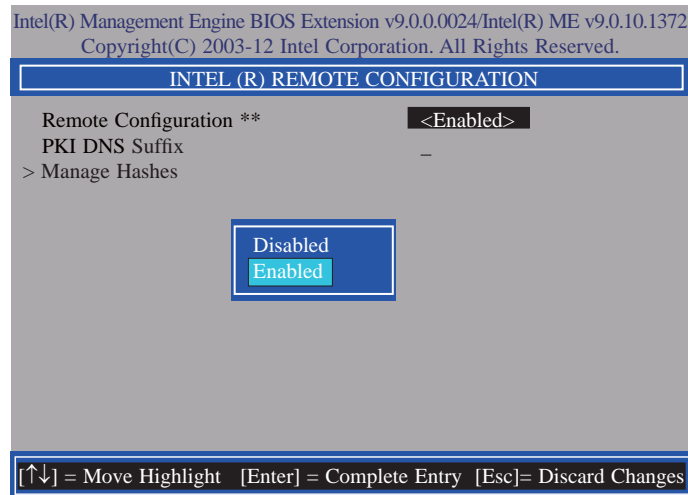 Intel(R) Management Engine BIOS Extension v9.0.0.0024/Intel(R) ME v9.0.10.1372
Copyright(C) 2003-12 Intel Corporation. All Rights Reserved.
INTEL (R) REMOTE CONFIGURATION
Remote Configuration ** <Enabled>
PKI DNS Suffix _
> Manage Hashes
Disabled
Enabled
[↑↓] = Move Highlight [Enter] = Complete Entry [Esc]= Discard Changes